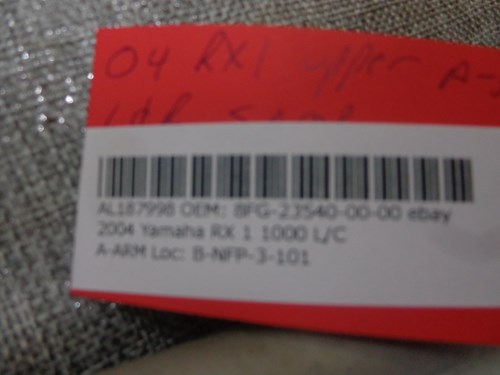 04 RX1 upper A-
AL187998 OEM: 8FG-23540-00-00 ebay
2004 Yamaha RX 1 1000 L/C
A-ARM Loc: B-NFP-3-101